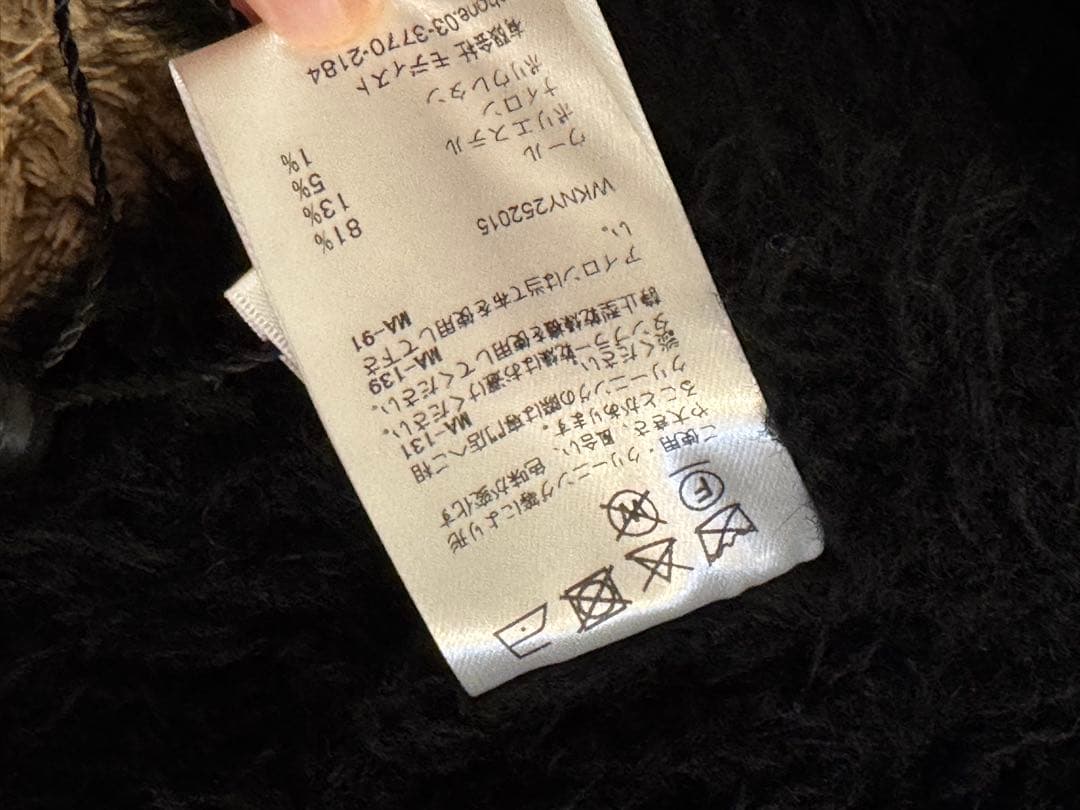 F
W
ご使用、クリーニング等により形
や大きさ、風合い、色味が変化す
ることがあります。
クリーニングの際は専門店へご相
談ください。 MA-131
タンブラー乾燥はお避けください。
静止型乾燥機を使用してください。 MA-139
アイロンは当て布を使用して下さ
い。 MA-91
WKNY252015
ウール 81%
ポリエステル 13%
ナイロン 5%
ポリウレタン 1%
有限会社 モディスト
phone.03-3770-2184